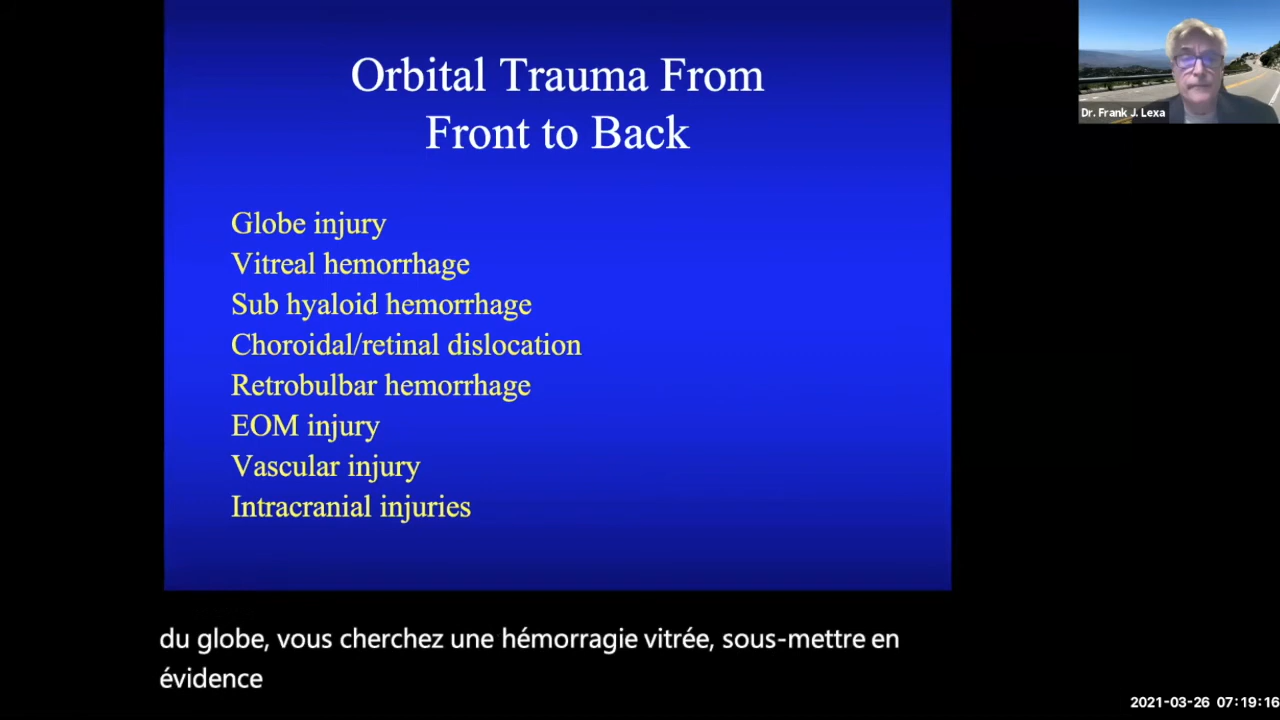 Orbital Trauma From
Front to Back
Dr. Frank J. Lexa
Globe injury
Vitreal hemorrhage
Sub hyaloid hemorrhage
Choroidal/retinal dislocation
Retrobulbar hemorrhage
EOM injury
Vascular injury
Intracranial injuries
du globe, vous cherchez une hémorragie vitrée, sous-mettre en
évidence
2021-03-26 07:19:16